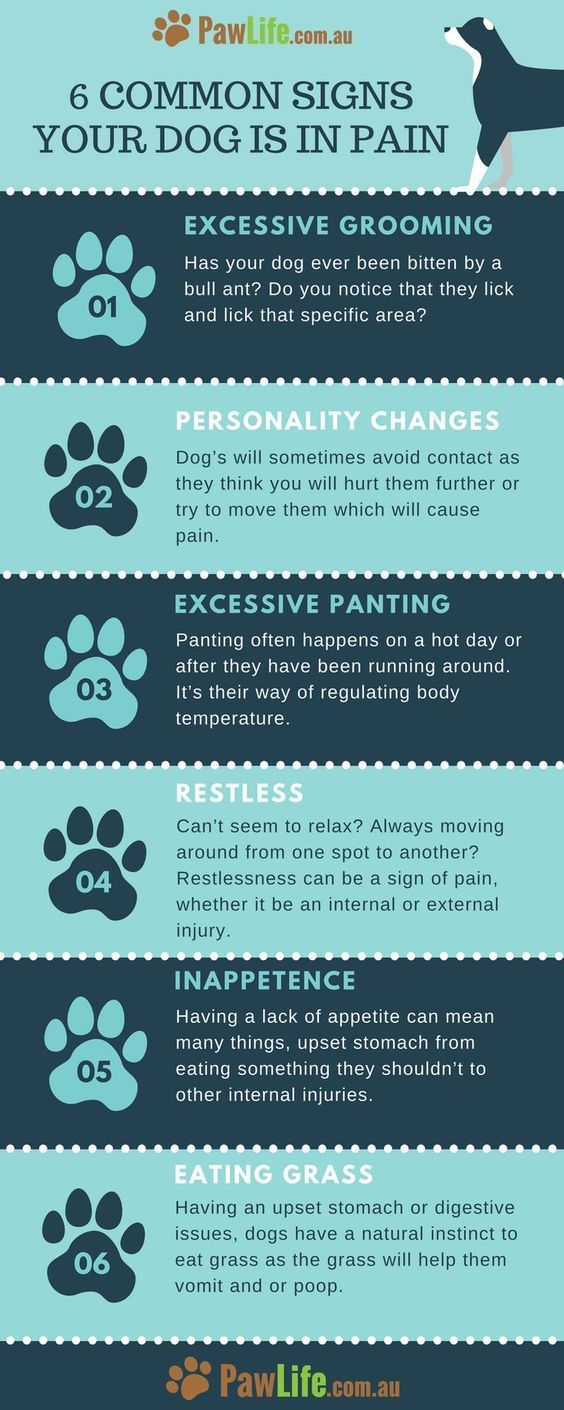 PawLife.com.au
6 COMMON SIGNS
YOUR DOG IS IN PAIN
EXCESSIVE GROOMING
01
Has your dog ever been bitten by a
bull ant? Do you notice that they lick
and lick that specific area?
PERSONALITY CHANGES
02
Dog's will sometimes avoid contact as
they think you will hurt them further or
try to move them which will cause
pain.
EXCESSIVE PANTING
03
Panting often happens on a hot day or
after they have been running around.
It's their way of regulating body
temperature.
RESTLESS
04
Can't seem to relax? Always moving
around from one spot to another?
Restlessness can be a sign of pain,
whether it be an internal or external
injury.
INAPPETENCE
05
Having a lack of appetite can mean
many things, upset stomach from
eating something they shouldn't to
other internal injuries.
EATING GRASS
06
Having an upset stomach or digestive
issues, dogs have a natural instinct to
eat grass as the grass will help them
vomit and or poop.
PawLife.com.au